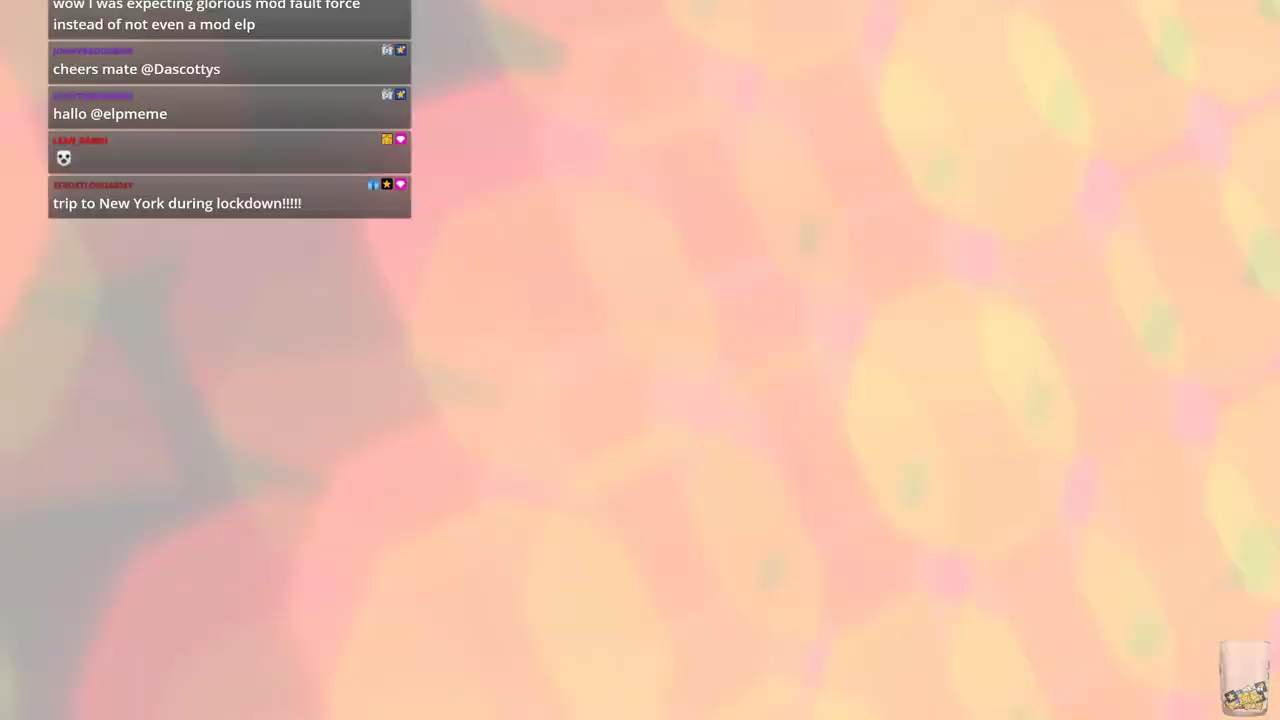 wow I was expecting glorious mod fault force
instead of not even a mod elp
cheers mate @Dascottys
hallo @elpmeme
trip to New York during lockdown!!!!!